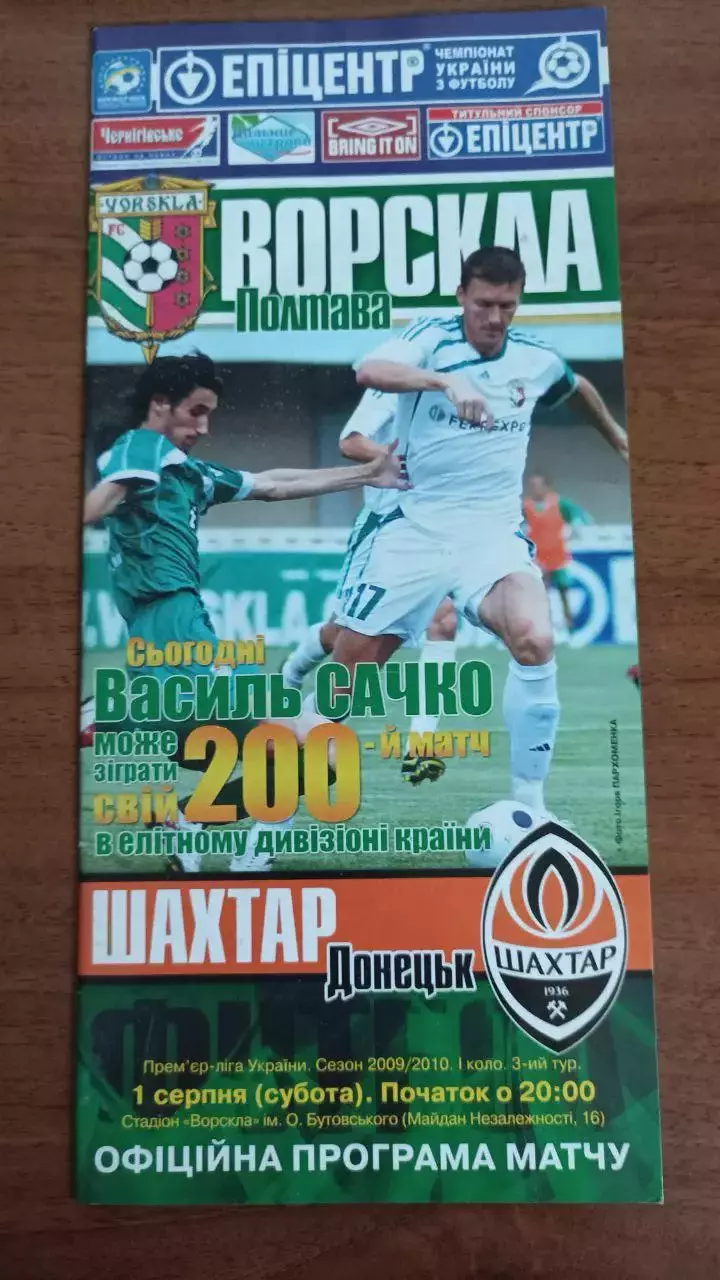 ЕПІЦЕНТР®
ЧЕМПІОНАТ
УКРАЇНИ
З ФУТБОЛУ
Чернігівське
BRING IT ON
ТИТУЛЬНИЙ СПОНСОР
ЕПІЦЕНТР
VORSKLA
FC
ВОРСКЛА
Полтава
FERREXPO
17
Сьогодні
Василь САЧКО
може
зіграти
свій 200-й матч
в елітному дивізіоні країни
Фото Ігоря ПАРХОМЕНКА
ШАХТАР
Донецьк
ШАХТАР
1936
Прем'єр-ліга України. Сезон 2009/2010. І коло. 3-ий тур.
1 серпня (субота). Початок о 20:00
Стадіон «Ворскла» ім. О. Бутовського (Майдан Незалежності, 16)
ОФІЦІЙНА ПРОГРАМА МАТЧУ